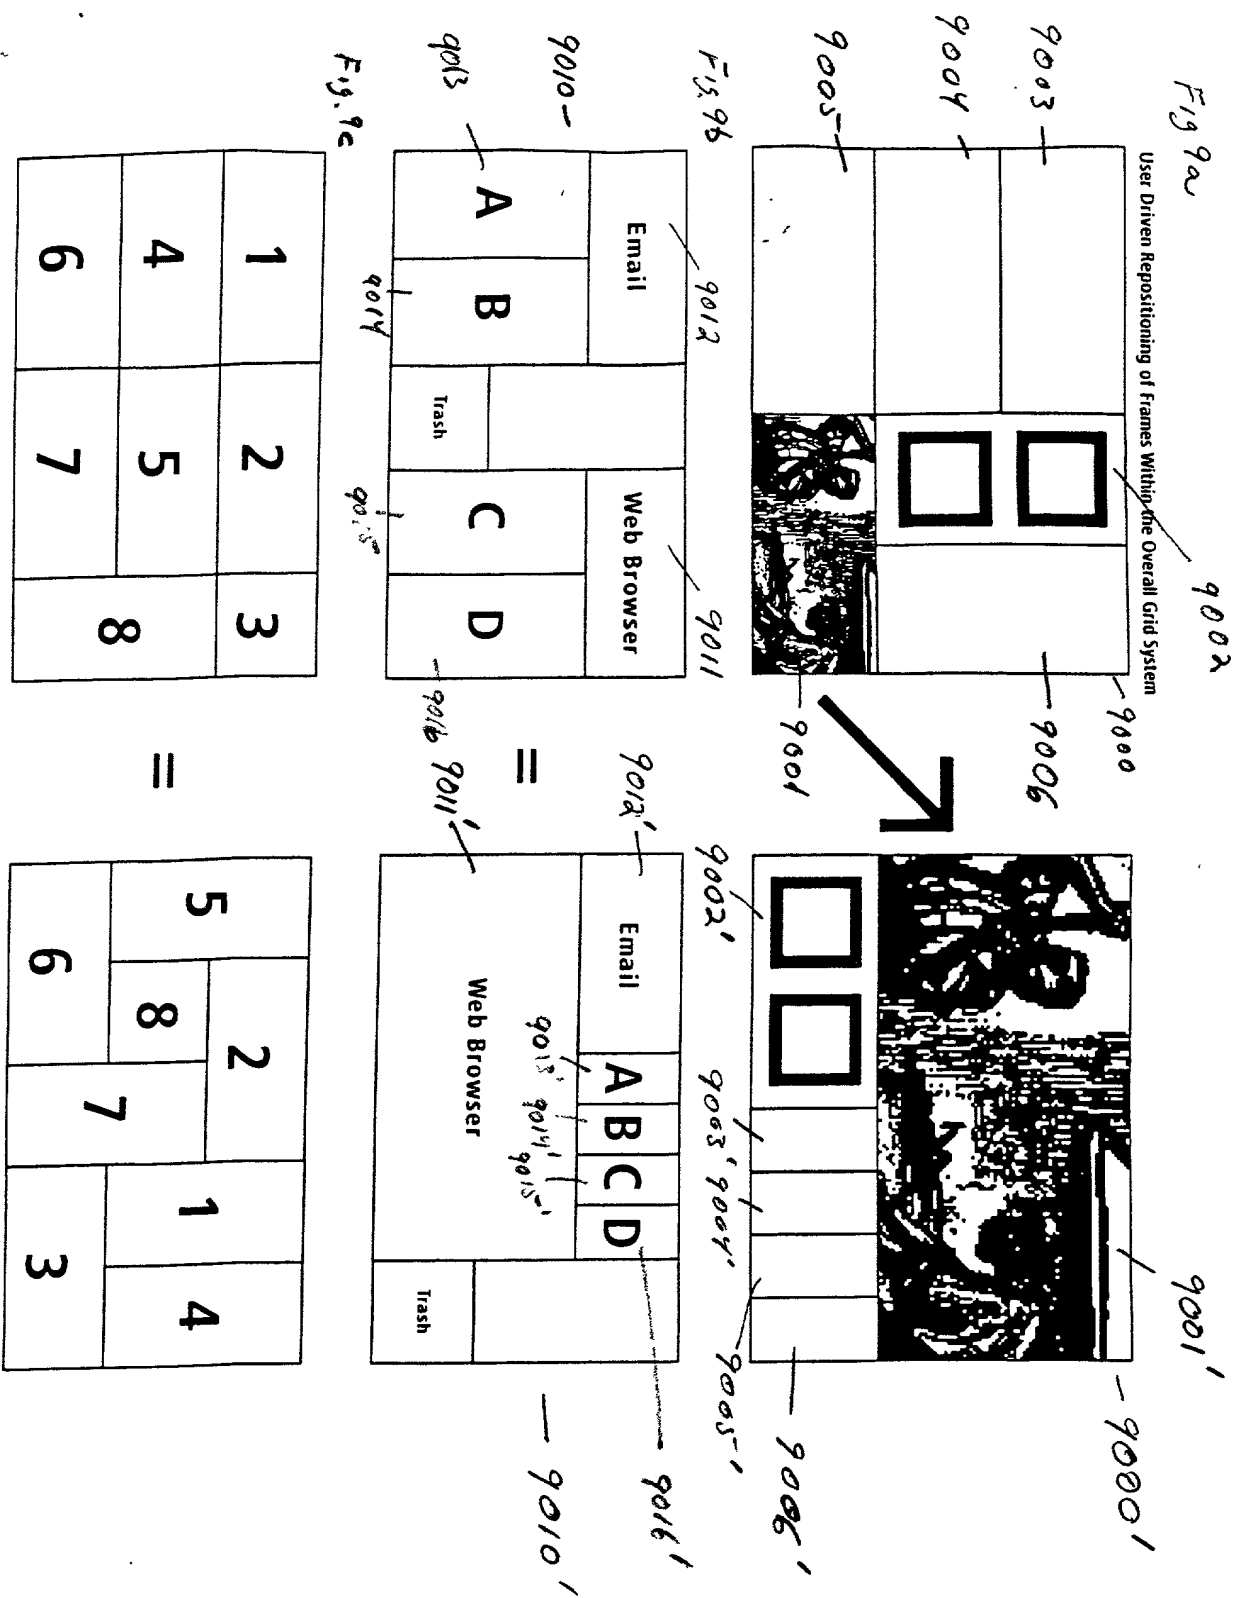 Fig 9a
User Driven Repositioning of Frames Within the Overall Grid System
9002
9000
9001'
9000'
9003
9004
9005
9006
9001
9002'
9003'
9004'
9005'
9006'
Fig. 9b
9012
9011
9012'
9016'
Email
Web Browser
Email
A
B
C
D
9010
=
9010'
9013
A
B
C
D
Trash
9014
9015
9016
9011'
Web Browser
9013'
9014'
9015'
Trash
Fig. 9c
1
2
3
4
5
6
7
8
=
5
2
1
4
6
8
7
3